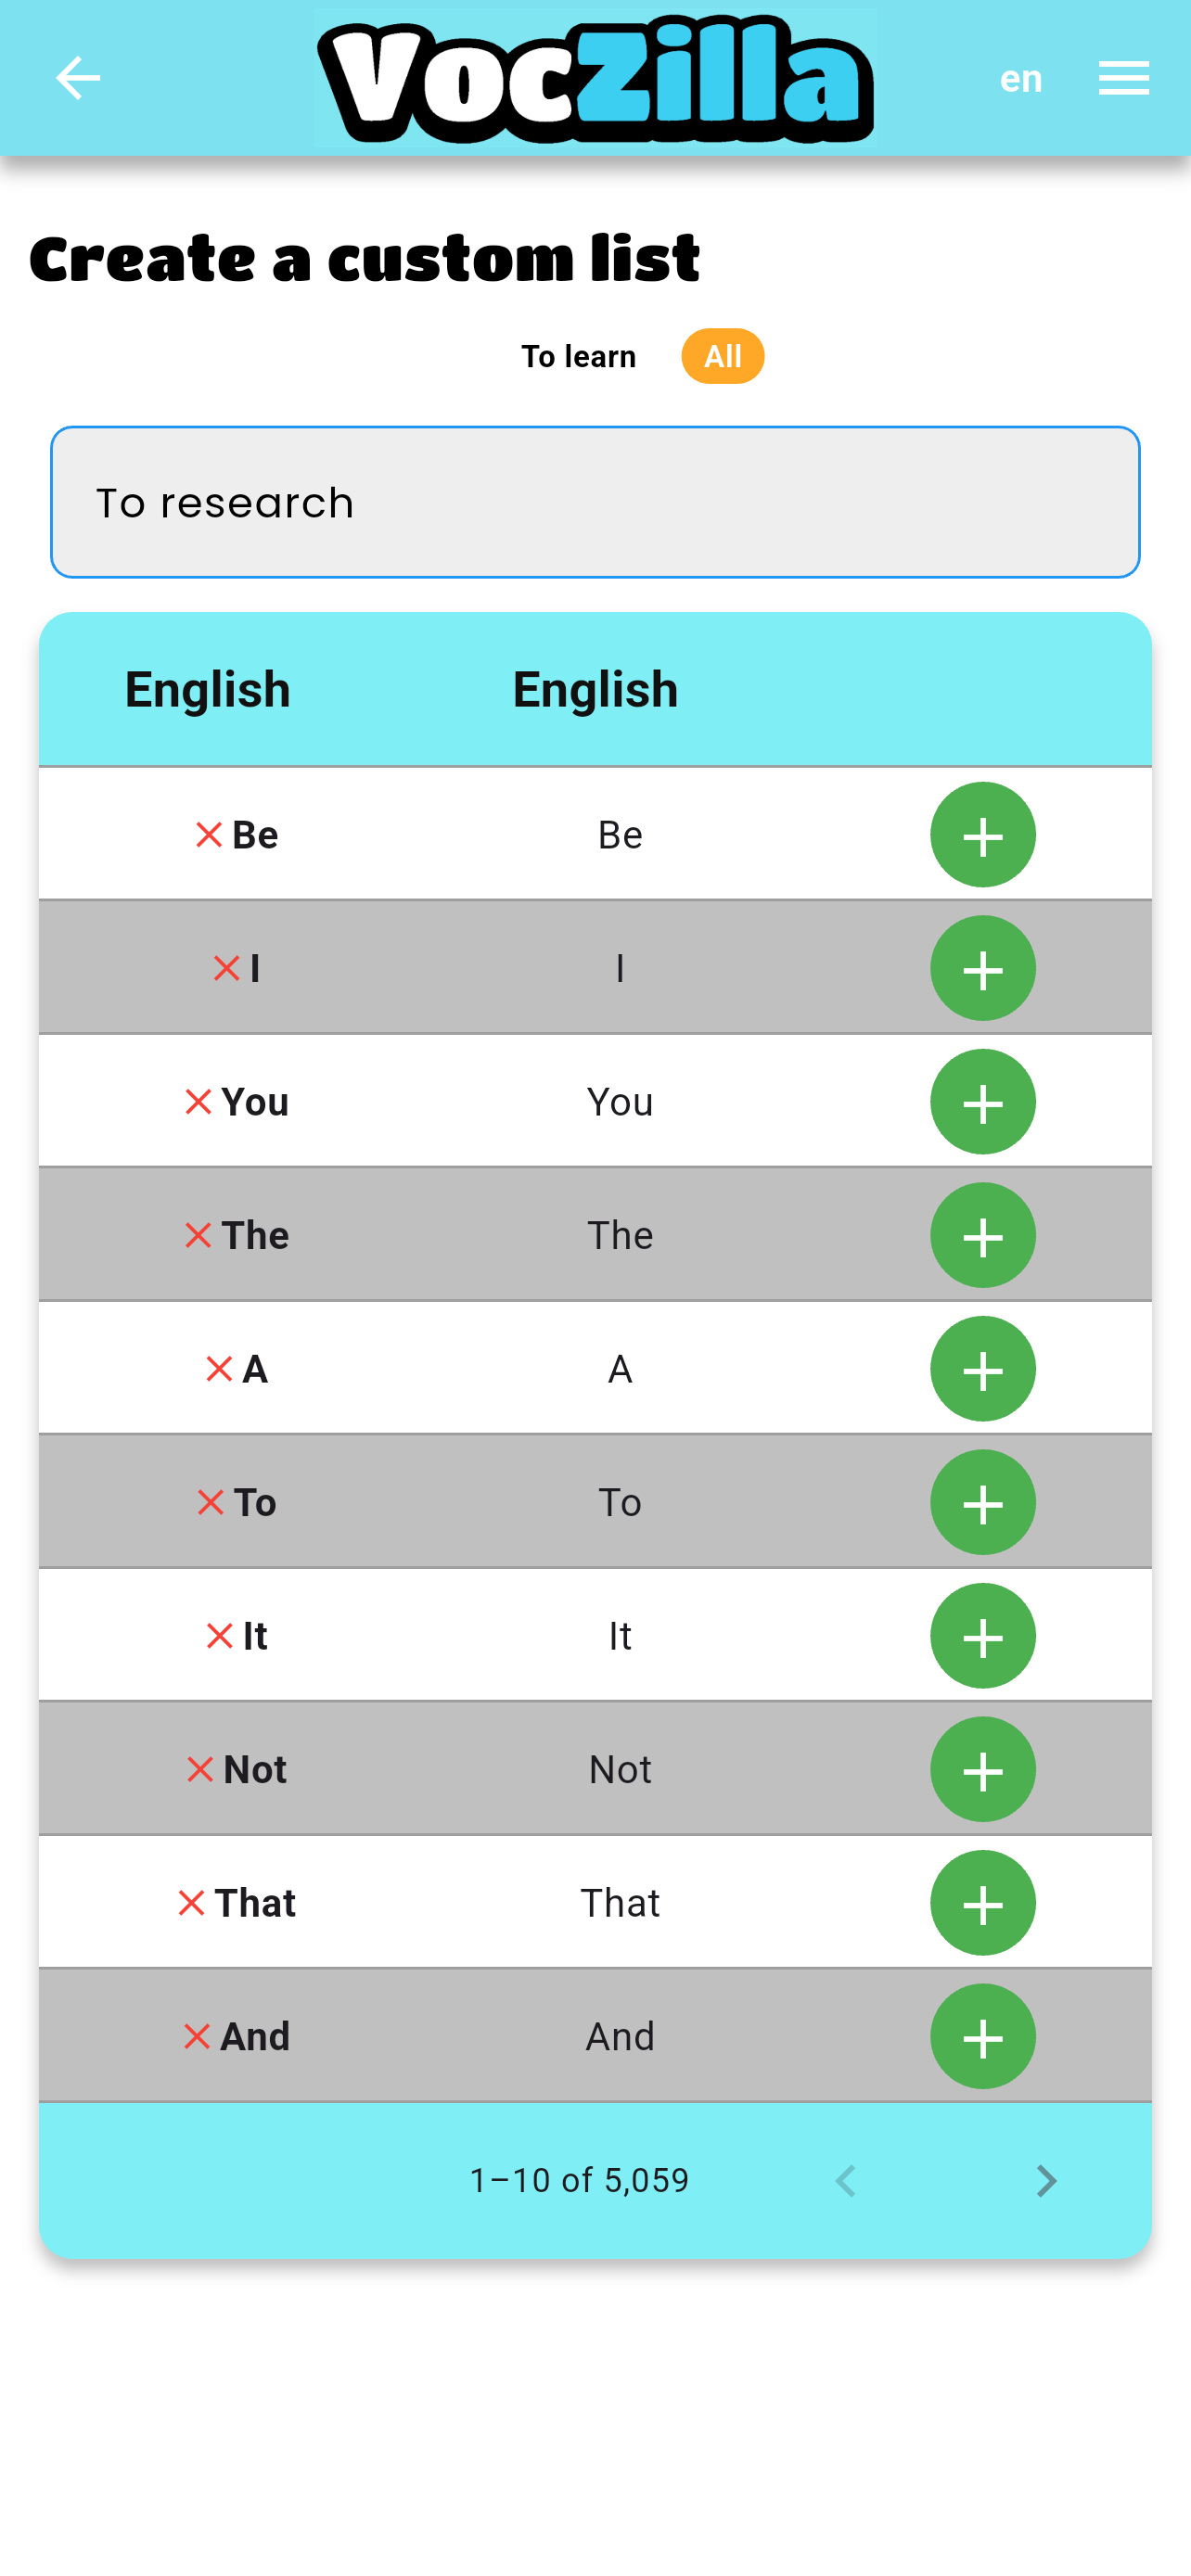 VocZilla
en
Create a custom list
To learn All
To research
English English
Be Be
I I
You You
The The
A A
To To
It It
Not Not
That That
And And
1–10 of 5,059